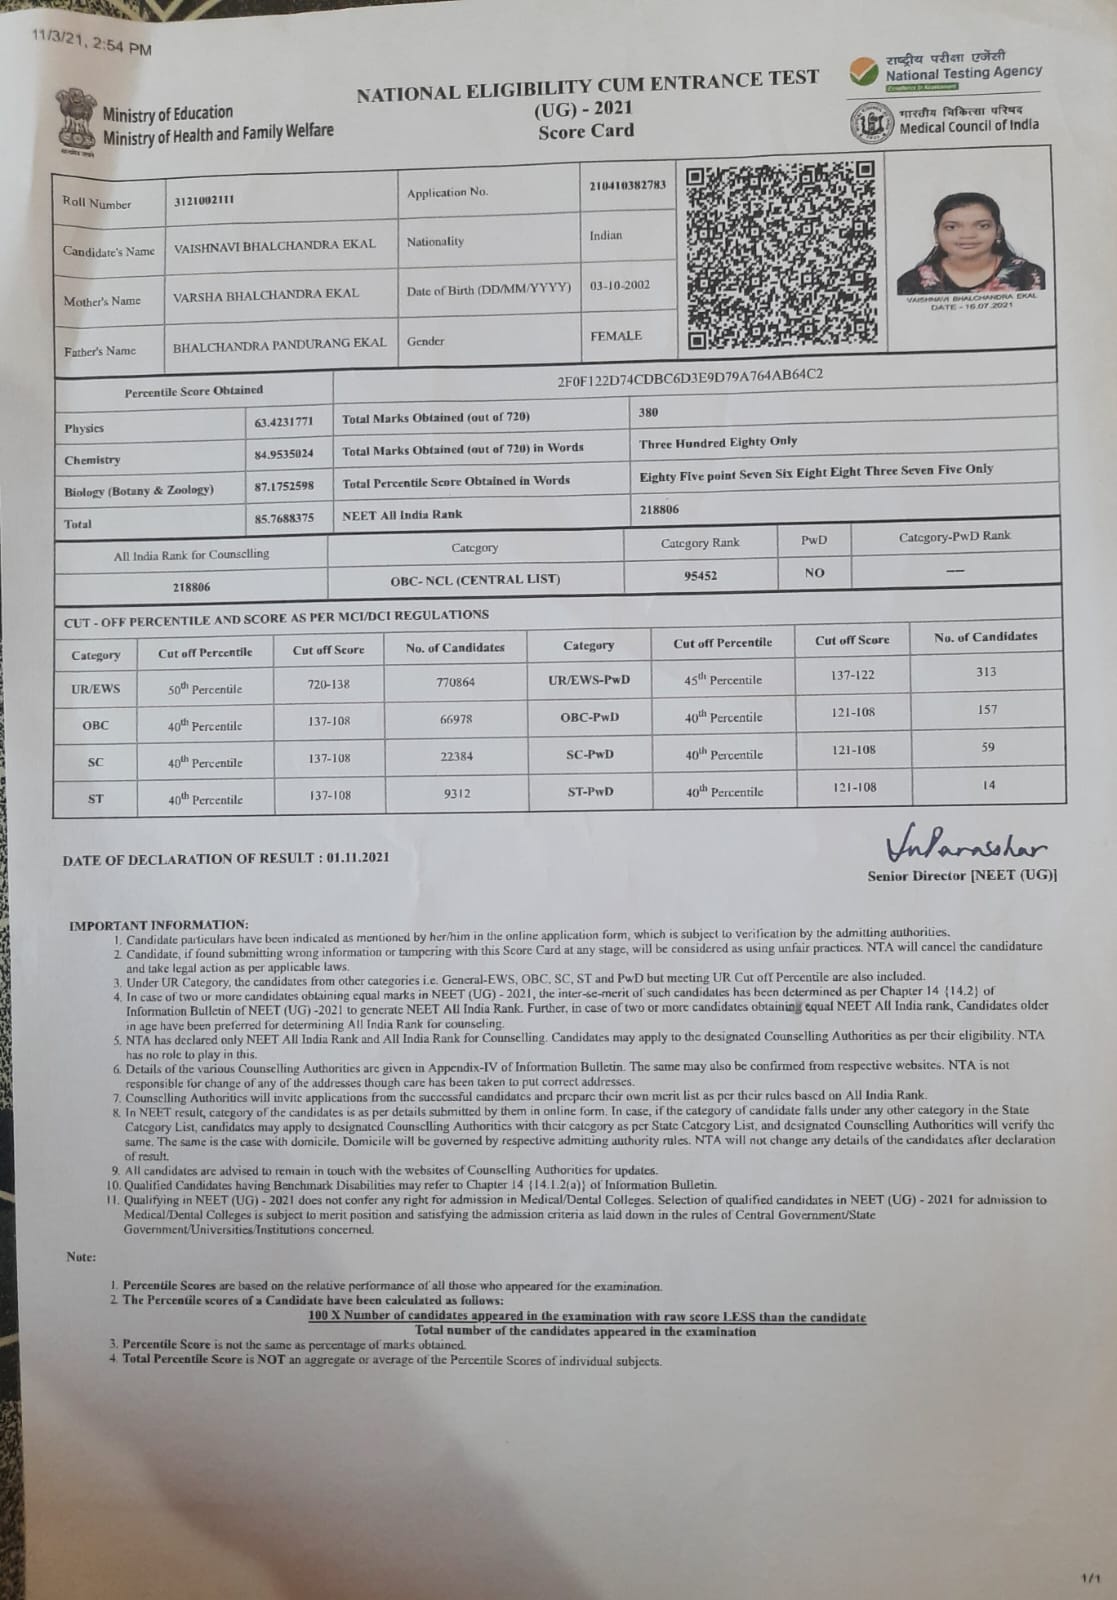 11/3/21, 2:54 PM
Ministry of Education
Ministry of Health and Family Welfare
NATIONAL ELIGIBILITY CUM ENTRANCE TEST
(UG) - 2021
Score Card
राष्ट्रीय परीक्षा एजेंसी
National Testing Agency
Excellence in Assessment
भारतीय चिकित्सा परिषद
Medical Council of India
Roll Number 3121002111 Application No. 210410382783
Candidate's Name VAISHNAVI BHALCHANDRA EKAL Nationality Indian
Mother's Name VARSHA BHALCHANDRA EKAL Date of Birth (DD/MM/YYYY) 03-10-2002
Father's Name BHALCHANDRA PANDURANG EKAL Gender FEMALE
VAISHNAVI BHALCHANDRA EKAL
DATE - 16.07.2021
Percentile Score Obtained 2F0F122D74CDBC6D3E9D79A764AB64C2
Physics 63.4231771 Total Marks Obtained (out of 720) 380
Chemistry 84.9535024 Total Marks Obtained (out of 720) in Words Three Hundred Eighty Only
Biology (Botany & Zoology) 87.1752598 Total Percentile Score Obtained in Words Eighty Five point Seven Six Eight Eight Three Seven Five Only
Total 85.7688375 NEET All India Rank 218806
All India Rank for Counselling Category Category Rank PwD Category-PwD Rank
218806 OBC- NCL (CENTRAL LIST) 95452 NO ---
CUT - OFF PERCENTILE AND SCORE AS PER MCI/DCI REGULATIONS
Category Cut off Percentile Cut off Score No. of Candidates Category Cut off Percentile Cut off Score No. of Candidates
UR/EWS 50th Percentile 720-138 770864 UR/EWS-PwD 45th Percentile 137-122 313
OBC 40th Percentile 137-108 66978 OBC-PwD 40th Percentile 121-108 157
SC 40th Percentile 137-108 22384 SC-PwD 40th Percentile 121-108 59
ST 40th Percentile 137-108 9312 ST-PwD 40th Percentile 121-108 14
DATE OF DECLARATION OF RESULT : 01.11.2021
VnParashar
Senior Director [NEET (UG)]
IMPORTANT INFORMATION:
1. Candidate particulars have been indicated as mentioned by her/him in the online application form, which is subject to verification by the admitting authorities.
2. Candidate, if found submitting wrong information or tampering with this Score Card at any stage, will be considered as using unfair practices. NTA will cancel the candidature
and take legal action as per applicable laws.
3. Under UR Category, the candidates from other categories i.e. General-EWS, OBC, SC, ST and PwD but meeting UR Cut off Percentile are also included.
4. In case of two or more candidates obtaining equal marks in NEET (UG) - 2021, the inter-se-merit of such candidates has been determined as per Chapter 14 {14.2} of
Information Bulletin of NEET (UG) -2021 to generate NEET All India Rank. Further, in case of two or more candidates obtaining equal NEET All India rank, Candidates older
in age have been preferred for determining All India Rank for counseling.
5. NTA has declared only NEET All India Rank and All India Rank for Counselling. Candidates may apply to the designated Counselling Authorities as per their eligibility. NTA
has no role to play in this.
6. Details of the various Counselling Authorities are given in Appendix-IV of Information Bulletin. The same may also be confirmed from respective websites. NTA is not
responsible for change of any of the addresses though care has been taken to put correct addresses.
7. Counselling Authorities will invite applications from the successful candidates and prepare their own merit list as per their rules based on All India Rank.
8. In NEET result, category of the candidates is as per details submitted by them in online form. In case, if the category of candidate falls under any other category in the State
Category List, candidates may apply to designated Counselling Authorities with their category as per State Category List, and designated Counselling Authorities will verify the
same. The same is the case with domicile. Domicile will be governed by respective admitting authority rules. NTA will not change any details of the candidates after declaration
of result.
9. All candidates are advised to remain in touch with the websites of Counselling Authorities for updates.
10. Qualified Candidates having Benchmark Disabilities may refer to Chapter 14 {14.1.2(a)} of Information Bulletin.
11. Qualifying in NEET (UG) - 2021 does not confer any right for admission in Medical/Dental Colleges. Selection of qualified candidates in NEET (UG) - 2021 for admission to
Medical/Dental Colleges is subject to merit position and satisfying the admission criteria as laid down in the rules of Central Government/State
Government/Universities/Institutions concerned.
Note:
1. Percentile Scores are based on the relative performance of all those who appeared for the examination.
2. The Percentile scores of a Candidate have been calculated as follows:
100 X Number of candidates appeared in the examination with raw score LESS than the candidate
Total number of the candidates appeared in the examination
3. Percentile Score is not the same as percentage of marks obtained.
4. Total Percentile Score is NOT an aggregate or average of the Percentile Scores of individual subjects.
1/1